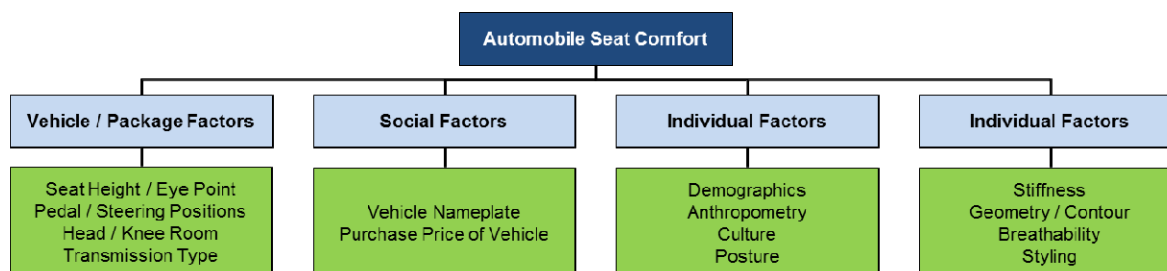 Automobile Seat Comfort
Vehicle / Package Factors
Seat Height / Eye Point
Pedal / Steering Positions
Head / Knee Room
Transmission Type
Social Factors
Vehicle Nameplate
Purchase Price of Vehicle
Individual Factors
Demographics
Anthropometry
Culture
Posture
Individual Factors
Stiffness
Geometry / Contour
Breathability
Styling